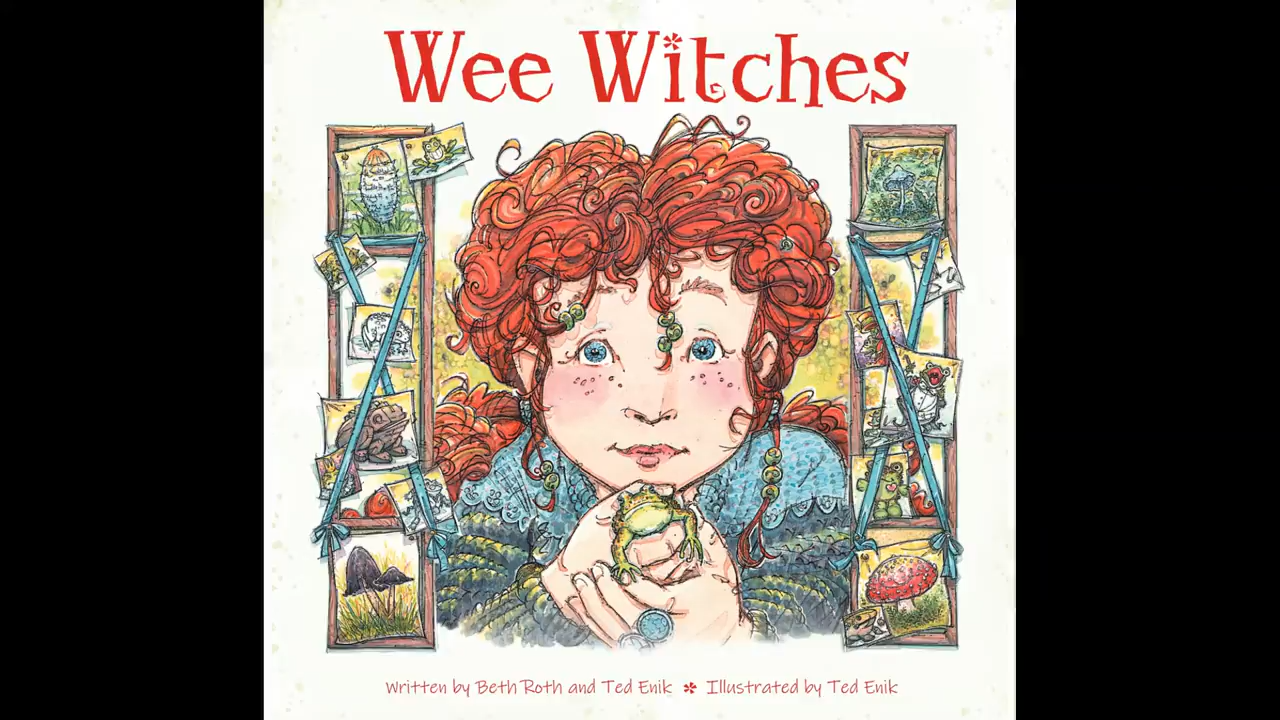 Wee Witches
Written by Beth Roth and Ted Enik * Illustrated by Ted Enik